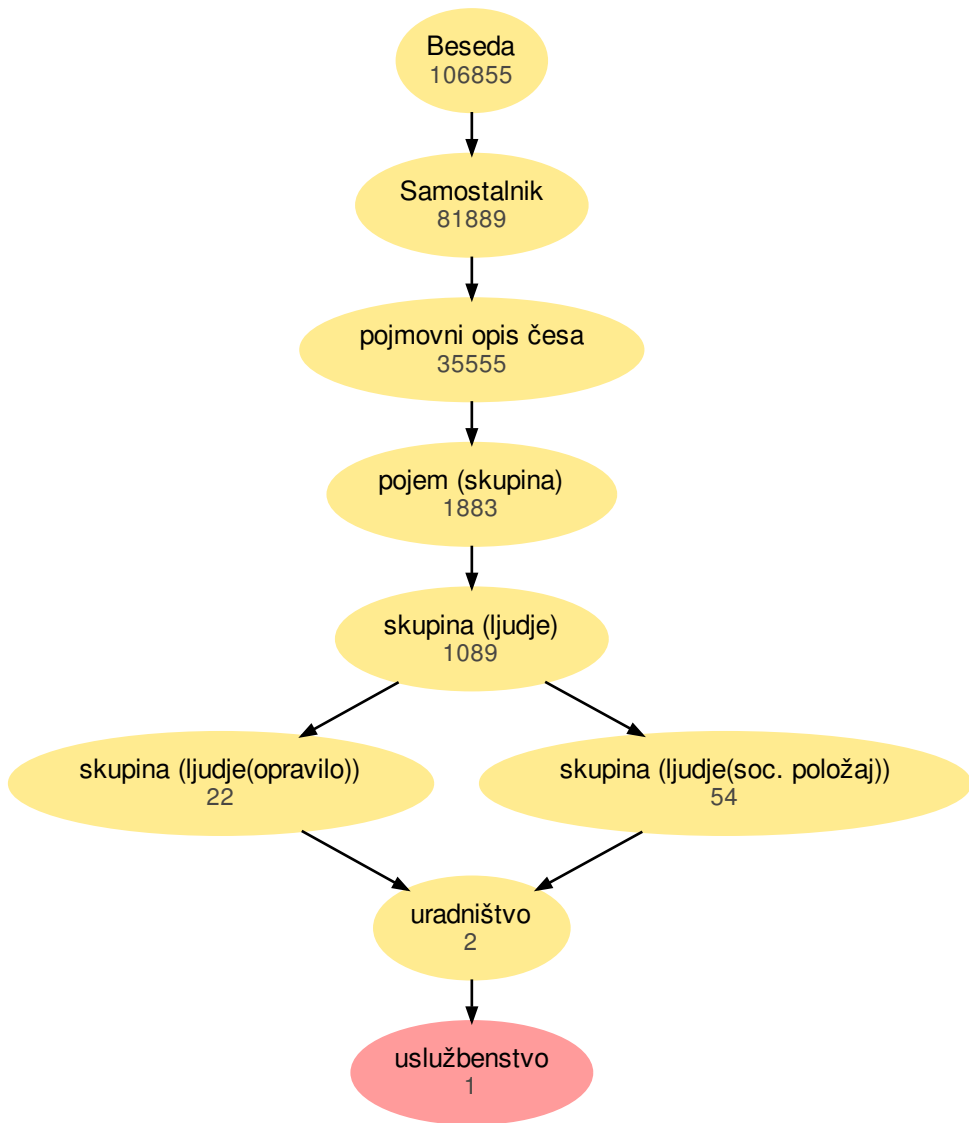 Beseda
106855
Samostalnik
81889
pojmovni opis česa
35555
pojem (skupina)
1883
skupina (ljudje)
1089
skupina (ljudje(opravilo))
22
skupina (ljudje(soc. položaj))
54
uradništvo
2
uslužbenstvo
1